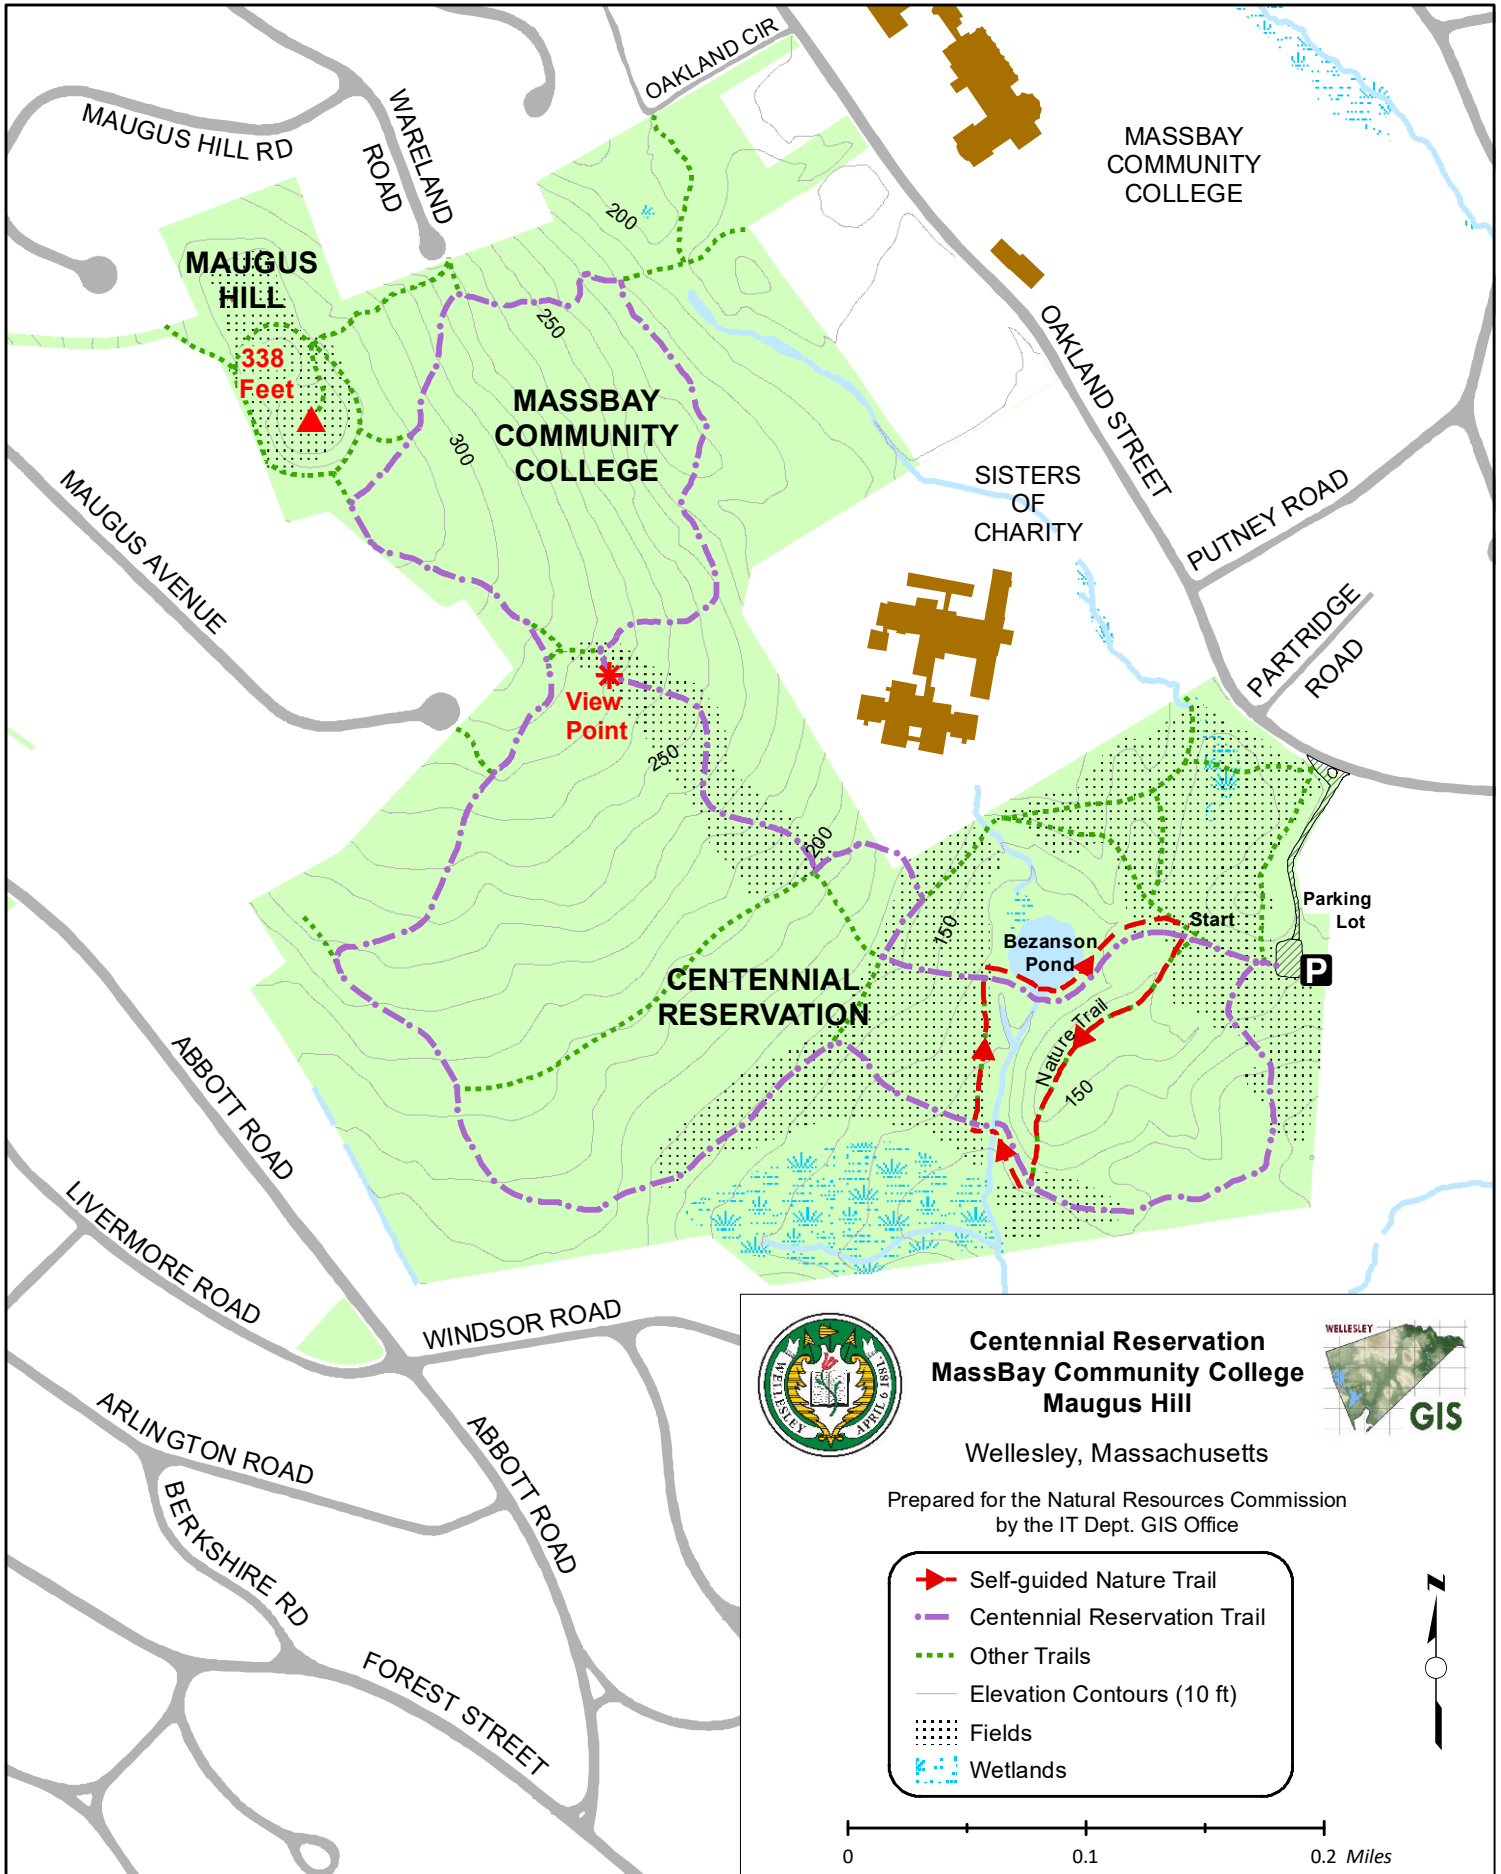 OAKLAND CIR
WARELAND
ROAD
MAUGUS HILL RD
MASSBAY
COMMUNITY
COLLEGE
200
MAUGUS
HILL
250
338
Feet
OAKLAND STREET
MASSBAY
COMMUNITY
COLLEGE
300
SISTERS
OF
CHARITY
PUTNEY ROAD
MAUGUS AVENUE
PARTRIDGE
ROAD
View
Point
250
200
Parking
Lot
Start
150
Bezanson
Pond
P
CENTENNIAL
RESERVATION
Nature Trail
150
ABBOTT ROAD
LIVERMORE ROAD
WINDSOR ROAD
ARLINGTON ROAD
ABBOTT ROAD
BERKSHIRE RD
FOREST STREET
WELLESLEY
APRIL 6 1881
Centennial Reservation
MassBay Community College
Maugus Hill
WELLESLEY
GIS
Wellesley, Massachusetts
Prepared for the Natural Resources Commission
by the IT Dept. GIS Office
Self-guided Nature Trail
Centennial Reservation Trail
Other Trails
Elevation Contours (10 ft)
Fields
Wetlands
N
0 0.1 0.2 Miles